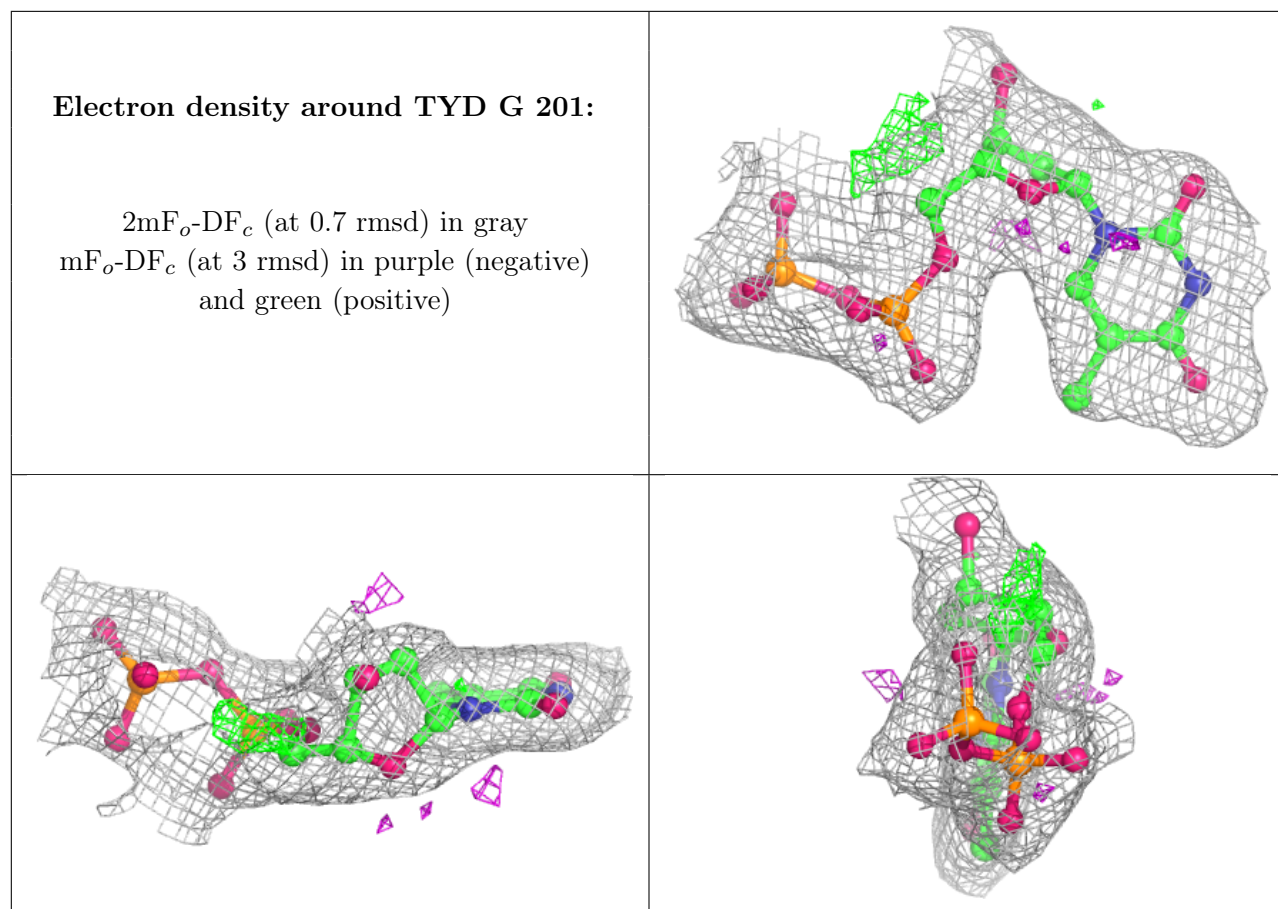 Electron density around TYD G 201:
2mFo-DFc (at 0.7 rmsd) in gray
mFo-DFc (at 3 rmsd) in purple (negative)
and green (positive)